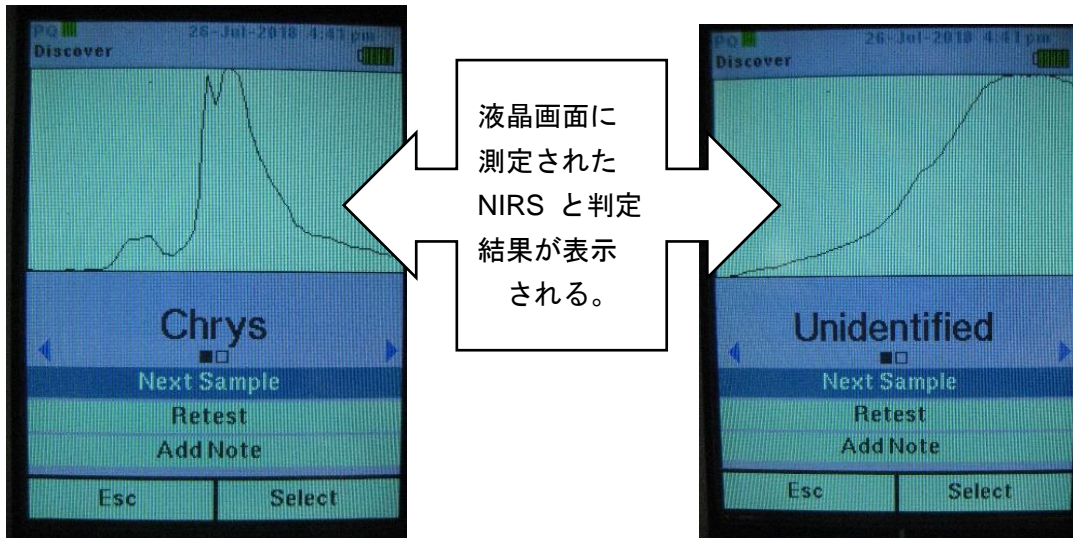 PQ 26-Jul-2018 4:41 pm
Discover
Chrys
Next Sample
Retest
Add Note
Esc Select
液晶画面に
測定された
NIRS と判定
結果が表示
される。
PQ 26-Jul-2018 4:41 pm
Discover
Unidentified
Next Sample
Retest
Add Note
Esc Select